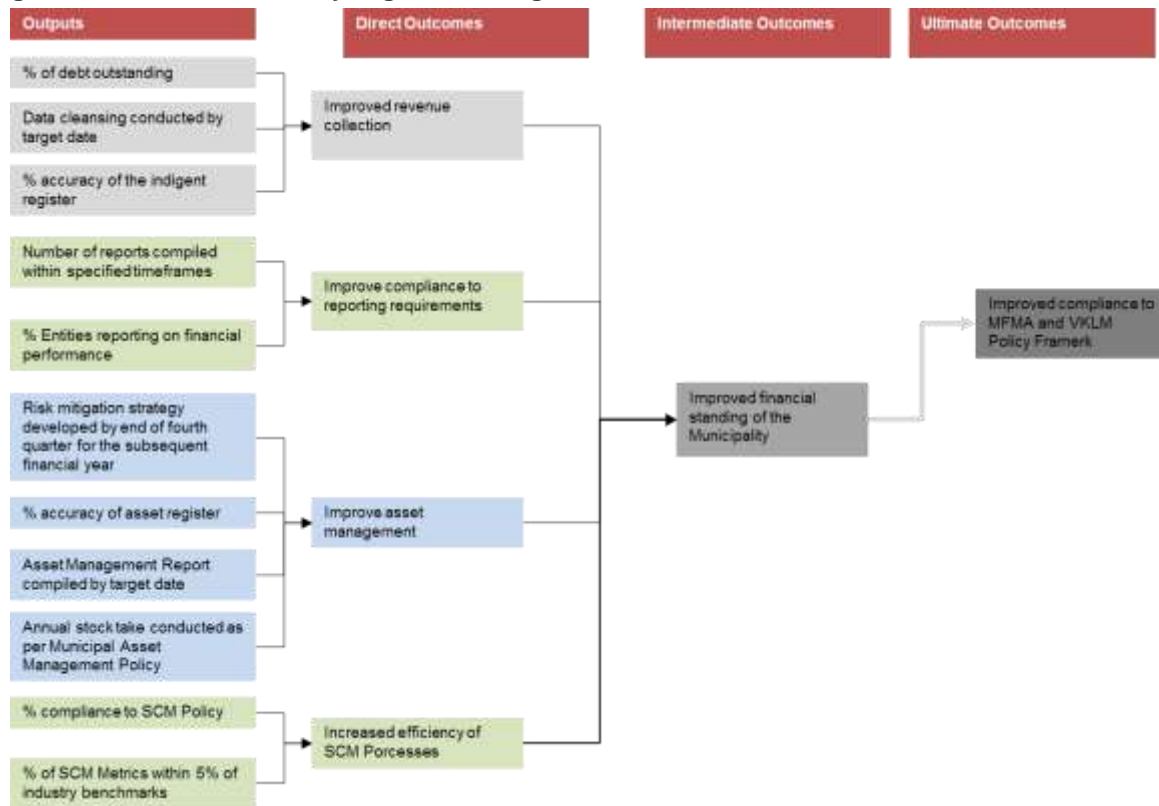 Outputs
Direct Outcomes
Intermediate Outcomes
Ultimate Outcomes
% of debt outstanding
Data cleansing conducted by
target date
% accuracy of the indigent
register
Improved revenue
collection
Number of reports compiled
within specified timeframes
% Entities reporting on financial
performance
Improve compliance to
reporting requirements
Risk mitigation strategy
developed by end of fourth
quarter for the subsequent
financial year
% accuracy of asset register
Asset Management Report
compiled by target date
Annual stock take conducted as
per Municipal Asset
Management Policy
Improve asset
management
% compliance to SCM Policy
% of SCM Metrics within 5% of
industry benchmarks
Increased efficiency of
SCM Porcesses
Improved financial
standing of the
Municipality
Improved compliance to
MFMA and VKLM
Policy Framerk